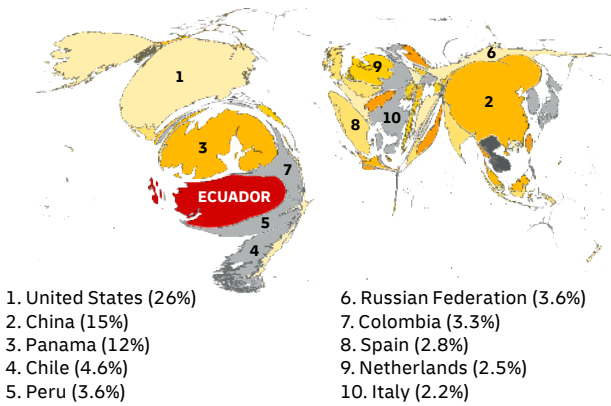 6
1
9
2
8
10
3
7
ECUADOR
5
4
1. United States (26%)
2. China (15%)
3. Panama (12%)
4. Chile (4.6%)
5. Peru (3.6%)
6. Russian Federation (3.6%)
7. Colombia (3.3%)
8. Spain (2.8%)
9. Netherlands (2.5%)
10. Italy (2.2%)